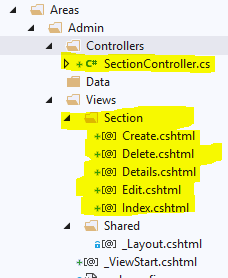 Areas
Admin
Controllers
C# SectionController.cs
Data
Views
Section
[@] Create.cshtml
[@] Delete.cshtml
[@] Details.cshtml
[@] Edit.cshtml
[@] Index.cshtml
Shared
[@] _Layout.cshtml
[@] _ViewStart.cshtml